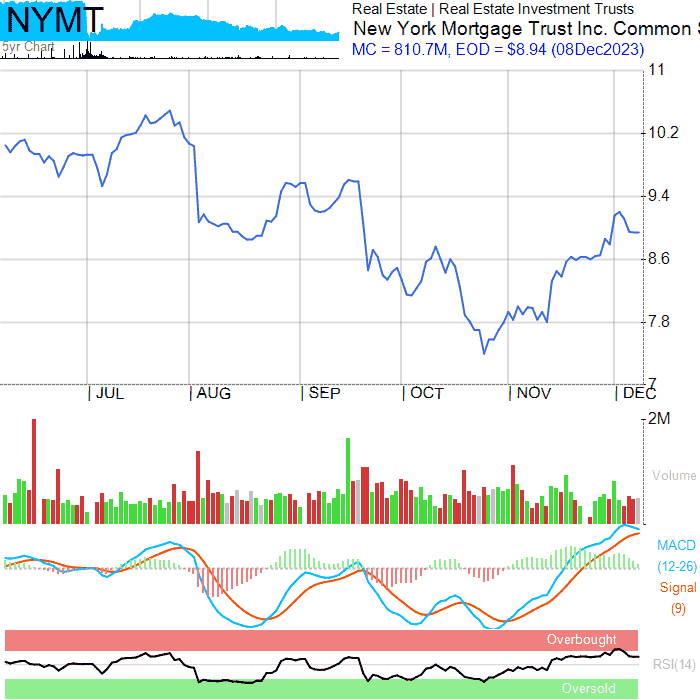 NYMT
5yr Chart
Real Estate | Real Estate Investment Trusts
New York Mortgage Trust Inc. Common S
MC = 810.7M, EOD = $8.94 (08Dec2023)
11
10.2
9.4
8.6
7.8
7
JUL
AUG
SEP
OCT
NOV
DEC
2M
Volume
MACD
(12-26)
Signal
(9)
Overbought
RSI(14)
Oversold